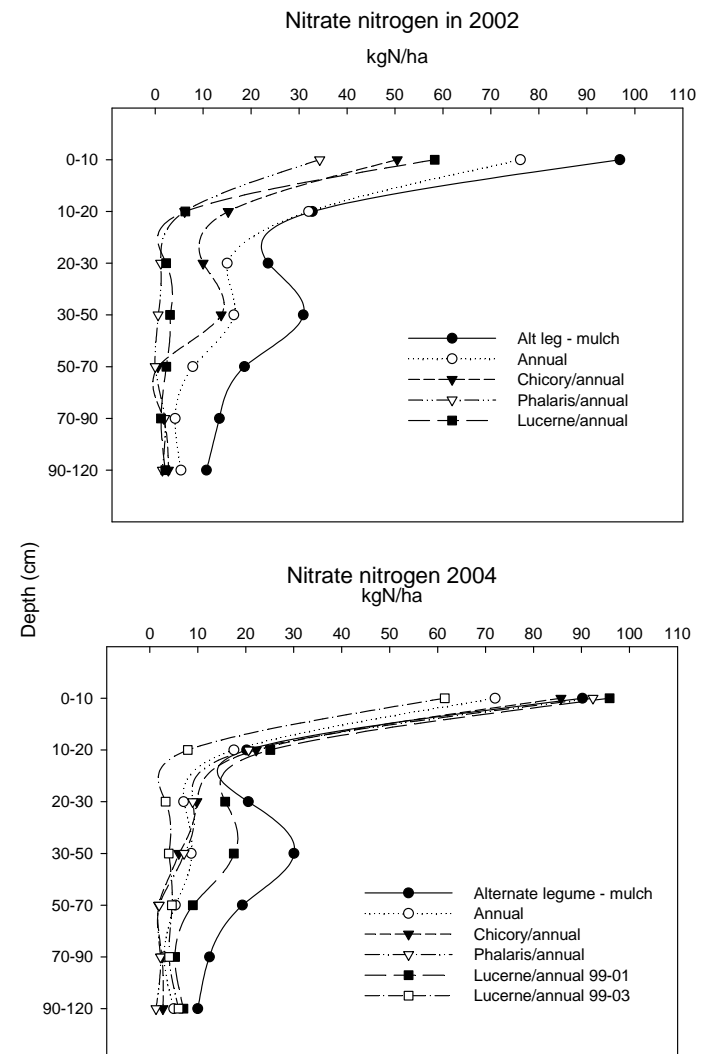 Nitrate nitrogen in 2002
kgN/ha
0 10 20 30 40 50 60 70 80 90 100 110
0-10
10-20
20-30
30-50
50-70
70-90
90-120
Alt leg - mulch
Annual
Chicory/annual
Phalaris/annual
Lucerne/annual
Depth (cm)
Nitrate nitrogen 2004
kgN/ha
0 10 20 30 40 50 60 70 80 90 100 110
0-10
10-20
20-30
30-50
50-70
70-90
90-120
Alternate legume - mulch
Annual
Chicory/annual
Phalaris/annual
Lucerne/annual 99-01
Lucerne/annual 99-03